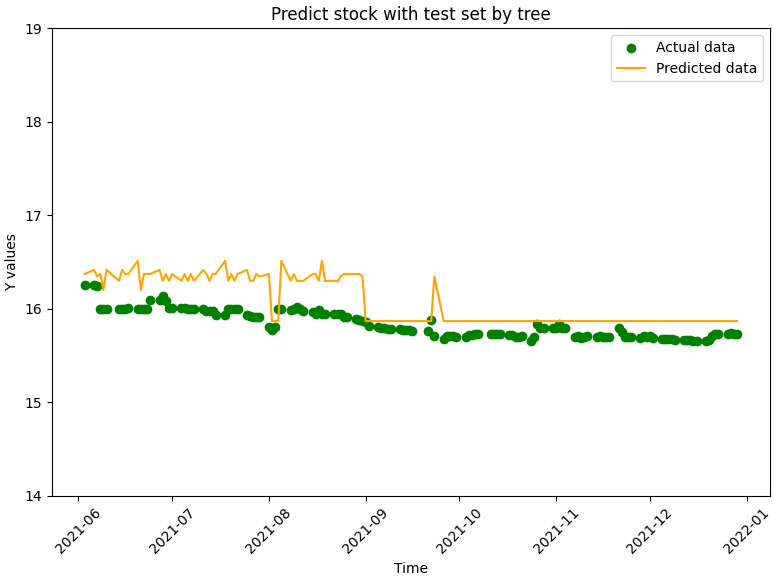 Predict stock with test set by tree
Actual data
Predicted data
Y values
19
18
17
16
15
14
2021-06
2021-07
2021-08
2021-09
2021-10
2021-11
2021-12
2022-01
Time